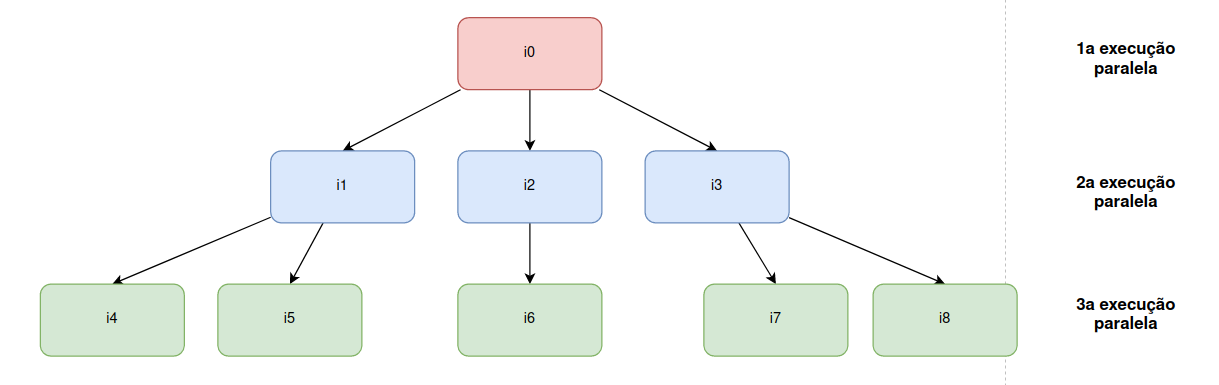 i0
1a execução
paralela
i1
i2
i3
2a execução
paralela
i4
i5
i6
i7
i8
3a execução
paralela